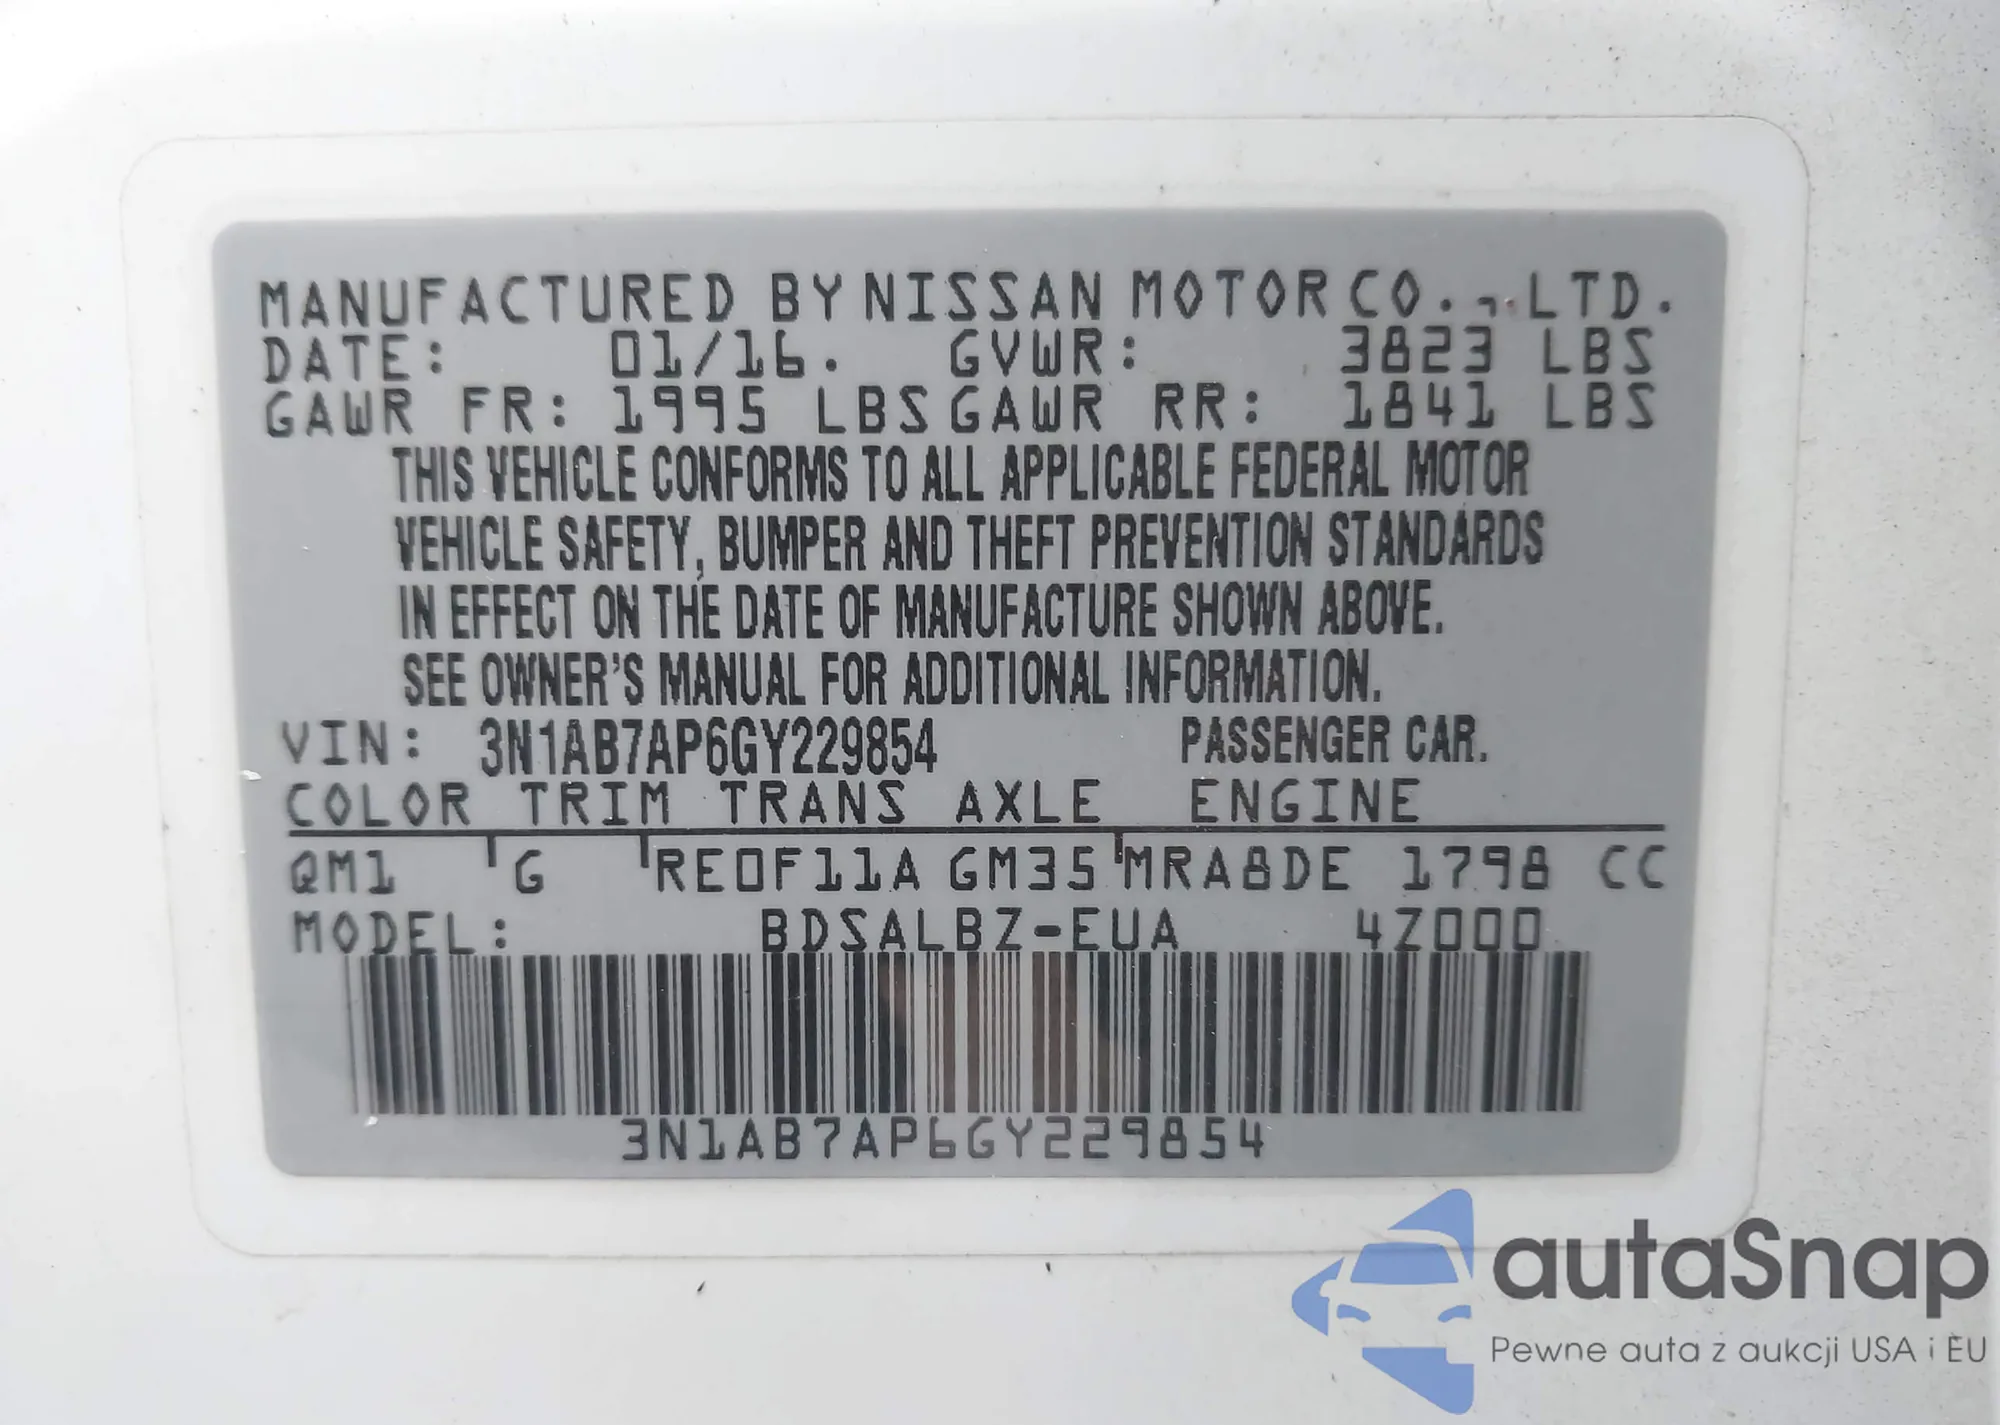 MANUFACTURED BY NISSAN MOTOR CO., LTD.
DATE: 01/16. GVWR: 3823 LBS
GAWR FR: 1995 LBS GAWR RR: 1841 LBS
THIS VEHICLE CONFORMS TO ALL APPLICABLE FEDERAL MOTOR
VEHICLE SAFETY, BUMPER AND THEFT PREVENTION STANDARDS
IN EFFECT ON THE DATE OF MANUFACTURE SHOWN ABOVE.
SEE OWNER'S MANUAL FOR ADDITIONAL INFORMATION.
VIN: 3N1AB7AP6GY229854 PASSENGER CAR.
COLOR TRIM TRANS AXLE ENGINE
QM1 G RE0F11A GM35 MRA8DE 1798 CC
MODEL: BDSALBZ-EUA 4Z000
3N1AB7AP6GY229854
autaSnap
Pewne auta z aukcji USA i EU